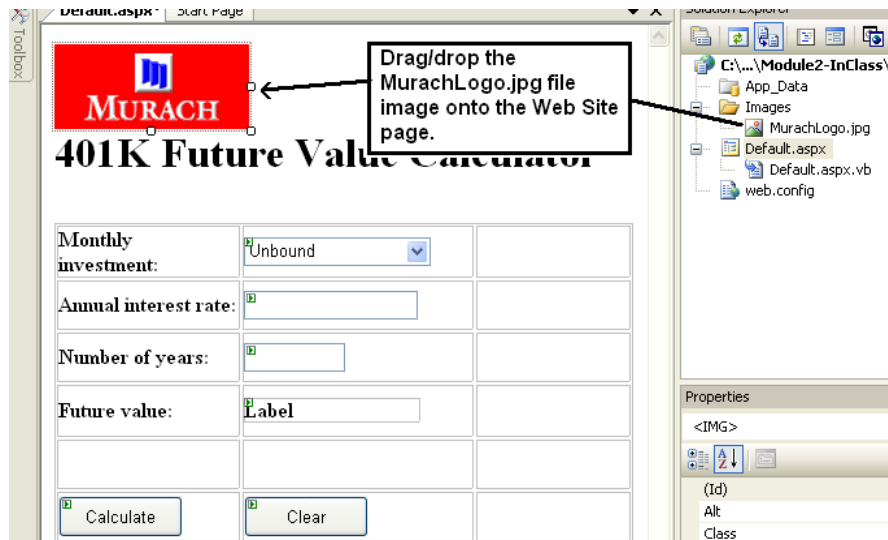 Default.aspx* Start Page
Solution Explorer
Toolbox
MURACH
Drag/drop the
MurachLogo.jpg file
image onto the Web Site
page.
401K Future Value Calculator
Monthly
investment:
Unbound
Annual interest rate:
Number of years:
Future value:
Label
Calculate
Clear
C:\...\Module2-InClass\
App_Data
Images
MurachLogo.jpg
Default.aspx
Default.aspx.vb
web.config
Properties
<IMG>
(Id)
Alt
Class